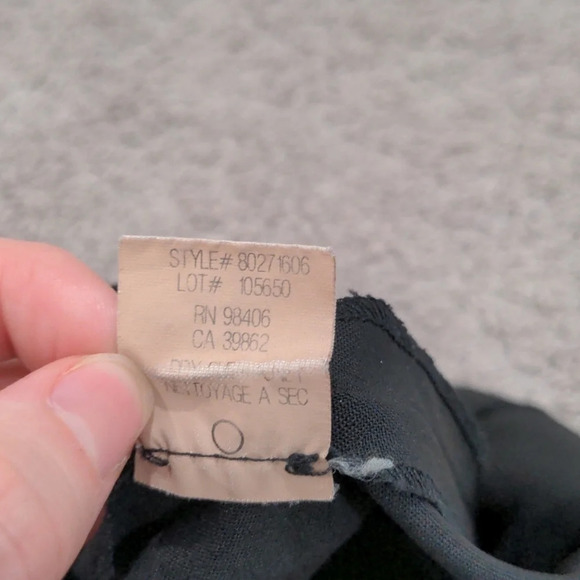 STYLE# 80271606
LOT# 105650
RN 98406
CA 39862
NETTOYAGE A SEC